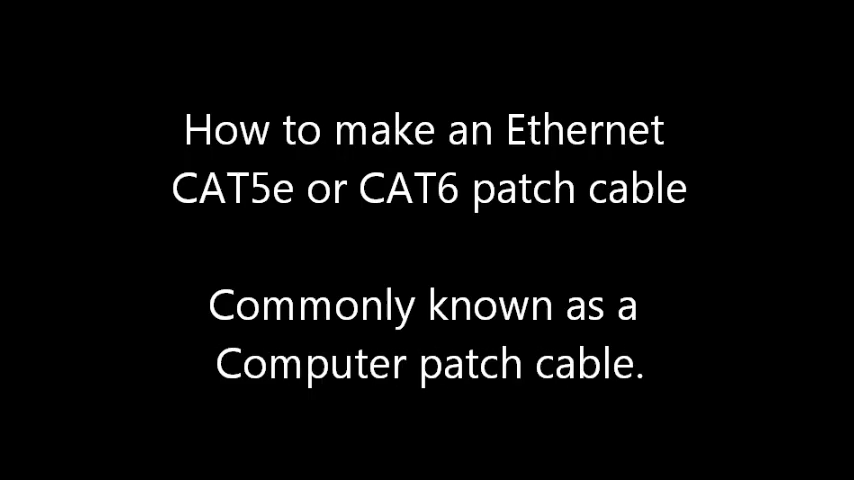 How to make an Ethernet
CAT5e or CAT6 patch cable
Commonly known as a
Computer patch cable.